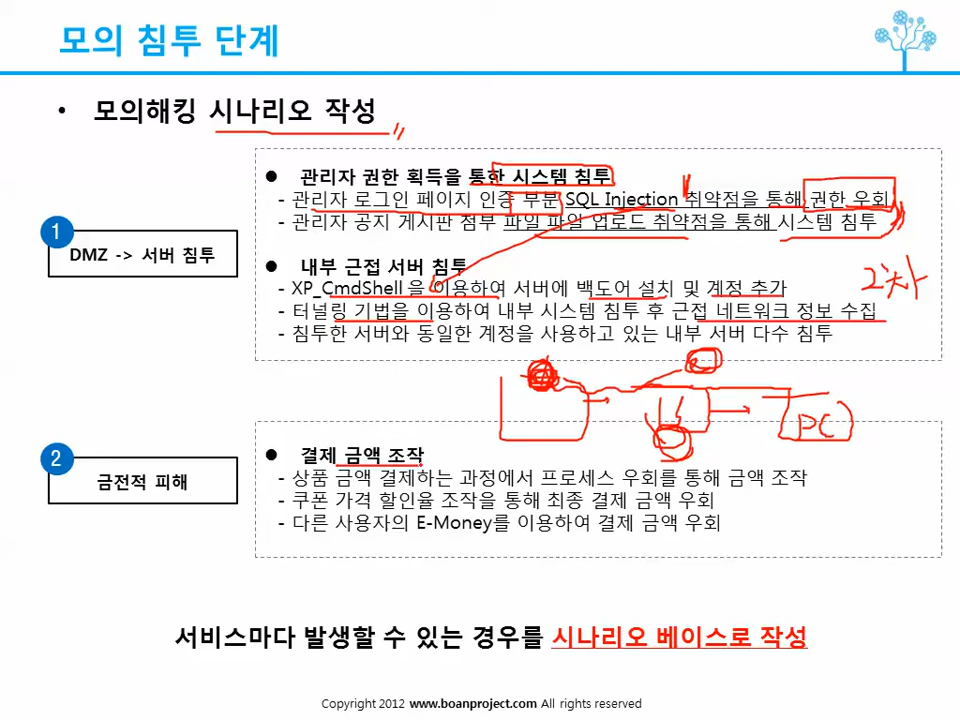 모의 침투 단계
• 모의해킹 시나리오 작성
1
DMZ -> 서버 침투
● 관리자 권한 획득을 통한 시스템 침투
- 관리자 로그인 페이지 인증 부분 SQL Injection 취약점을 통해 권한 우회
- 관리자 공지 게시판 첨부 파일 파일 업로드 취약점을 통해 시스템 침투
● 내부 근접 서버 침투
- XP_CmdShell 을 이용하여 서버에 백도어 설치 및 계정 추가
- 터널링 기법을 이용하여 내부 시스템 침투 후 근접 네트워크 정보 수집
- 침투한 서버와 동일한 계정을 사용하고 있는 내부 서버 다수 침투
2차
PC
2
금전적 피해
● 결제 금액 조작
- 상품 금액 결제하는 과정에서 프로세스 우회를 통해 금액 조작
- 쿠폰 가격 할인율 조작을 통해 최종 결제 금액 우회
- 다른 사용자의 E-Money를 이용하여 결제 금액 우회
서비스마다 발생할 수 있는 경우를 시나리오 베이스로 작성
Copyright 2012 www.boanproject.com All rights reserved